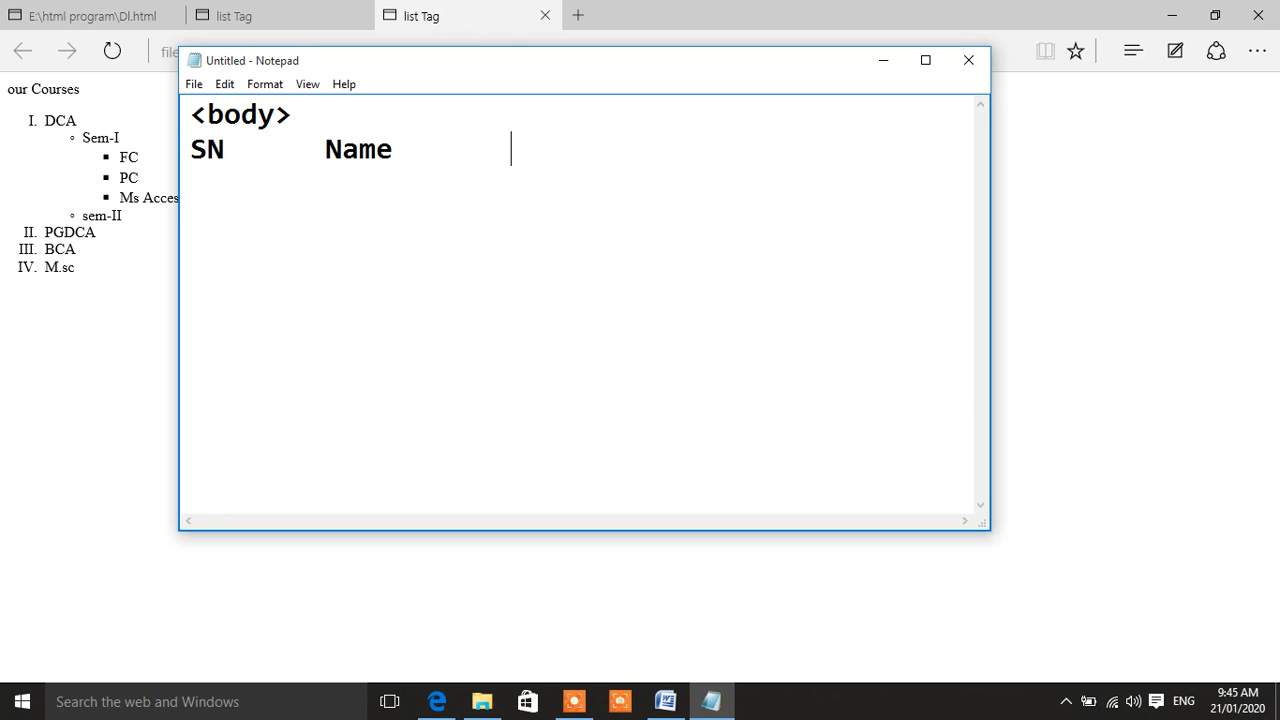 E:\html program\Dl.html
list Tag
list Tag
file
Untitled - Notepad
File Edit Format View Help
<body>
SN Name
our Courses
I. DCA
Sem-I
FC
PC
Ms Acces
sem-II
II. PGDCA
III. BCA
IV. M.sc
Search the web and Windows
ENG
9:45 AM
21/01/2020